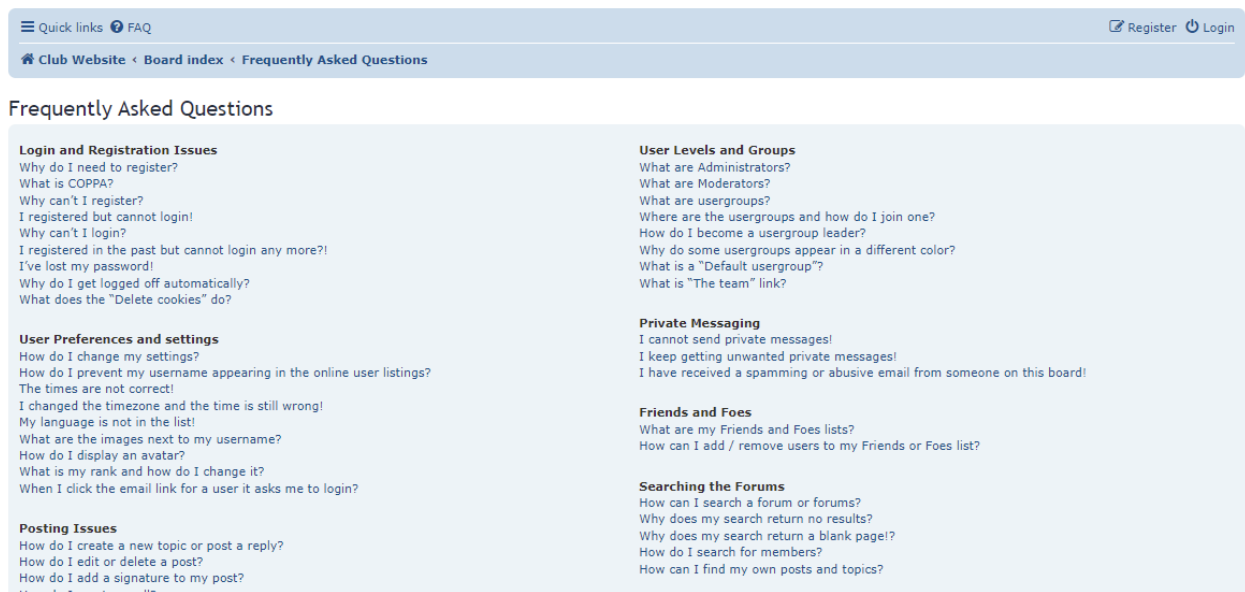 Quick links FAQ
Register Login
Club Website ‹ Board index ‹ Frequently Asked Questions
Frequently Asked Questions
Login and Registration Issues
Why do I need to register?
What is COPPA?
Why can’t I register?
I registered but cannot login!
Why can’t I login?
I registered in the past but cannot login any more?!
I’ve lost my password!
Why do I get logged off automatically?
What does the “Delete cookies” do?
User Preferences and settings
How do I change my settings?
How do I prevent my username appearing in the online user listings?
The times are not correct!
I changed the timezone and the time is still wrong!
My language is not in the list!
What are the images next to my username?
How do I display an avatar?
What is my rank and how do I change it?
When I click the email link for a user it asks me to login?
Posting Issues
How do I create a new topic or post a reply?
How do I edit or delete a post?
How do I add a signature to my post?
User Levels and Groups
What are Administrators?
What are Moderators?
What are usergroups?
Where are the usergroups and how do I join one?
How do I become a usergroup leader?
Why do some usergroups appear in a different color?
What is a “Default usergroup”?
What is “The team” link?
Private Messaging
I cannot send private messages!
I keep getting unwanted private messages!
I have received a spamming or abusive email from someone on this board!
Friends and Foes
What are my Friends and Foes lists?
How can I add / remove users to my Friends or Foes list?
Searching the Forums
How can I search a forum or forums?
Why does my search return no results?
Why does my search return a blank page!?
How do I search for members?
How can I find my own posts and topics?